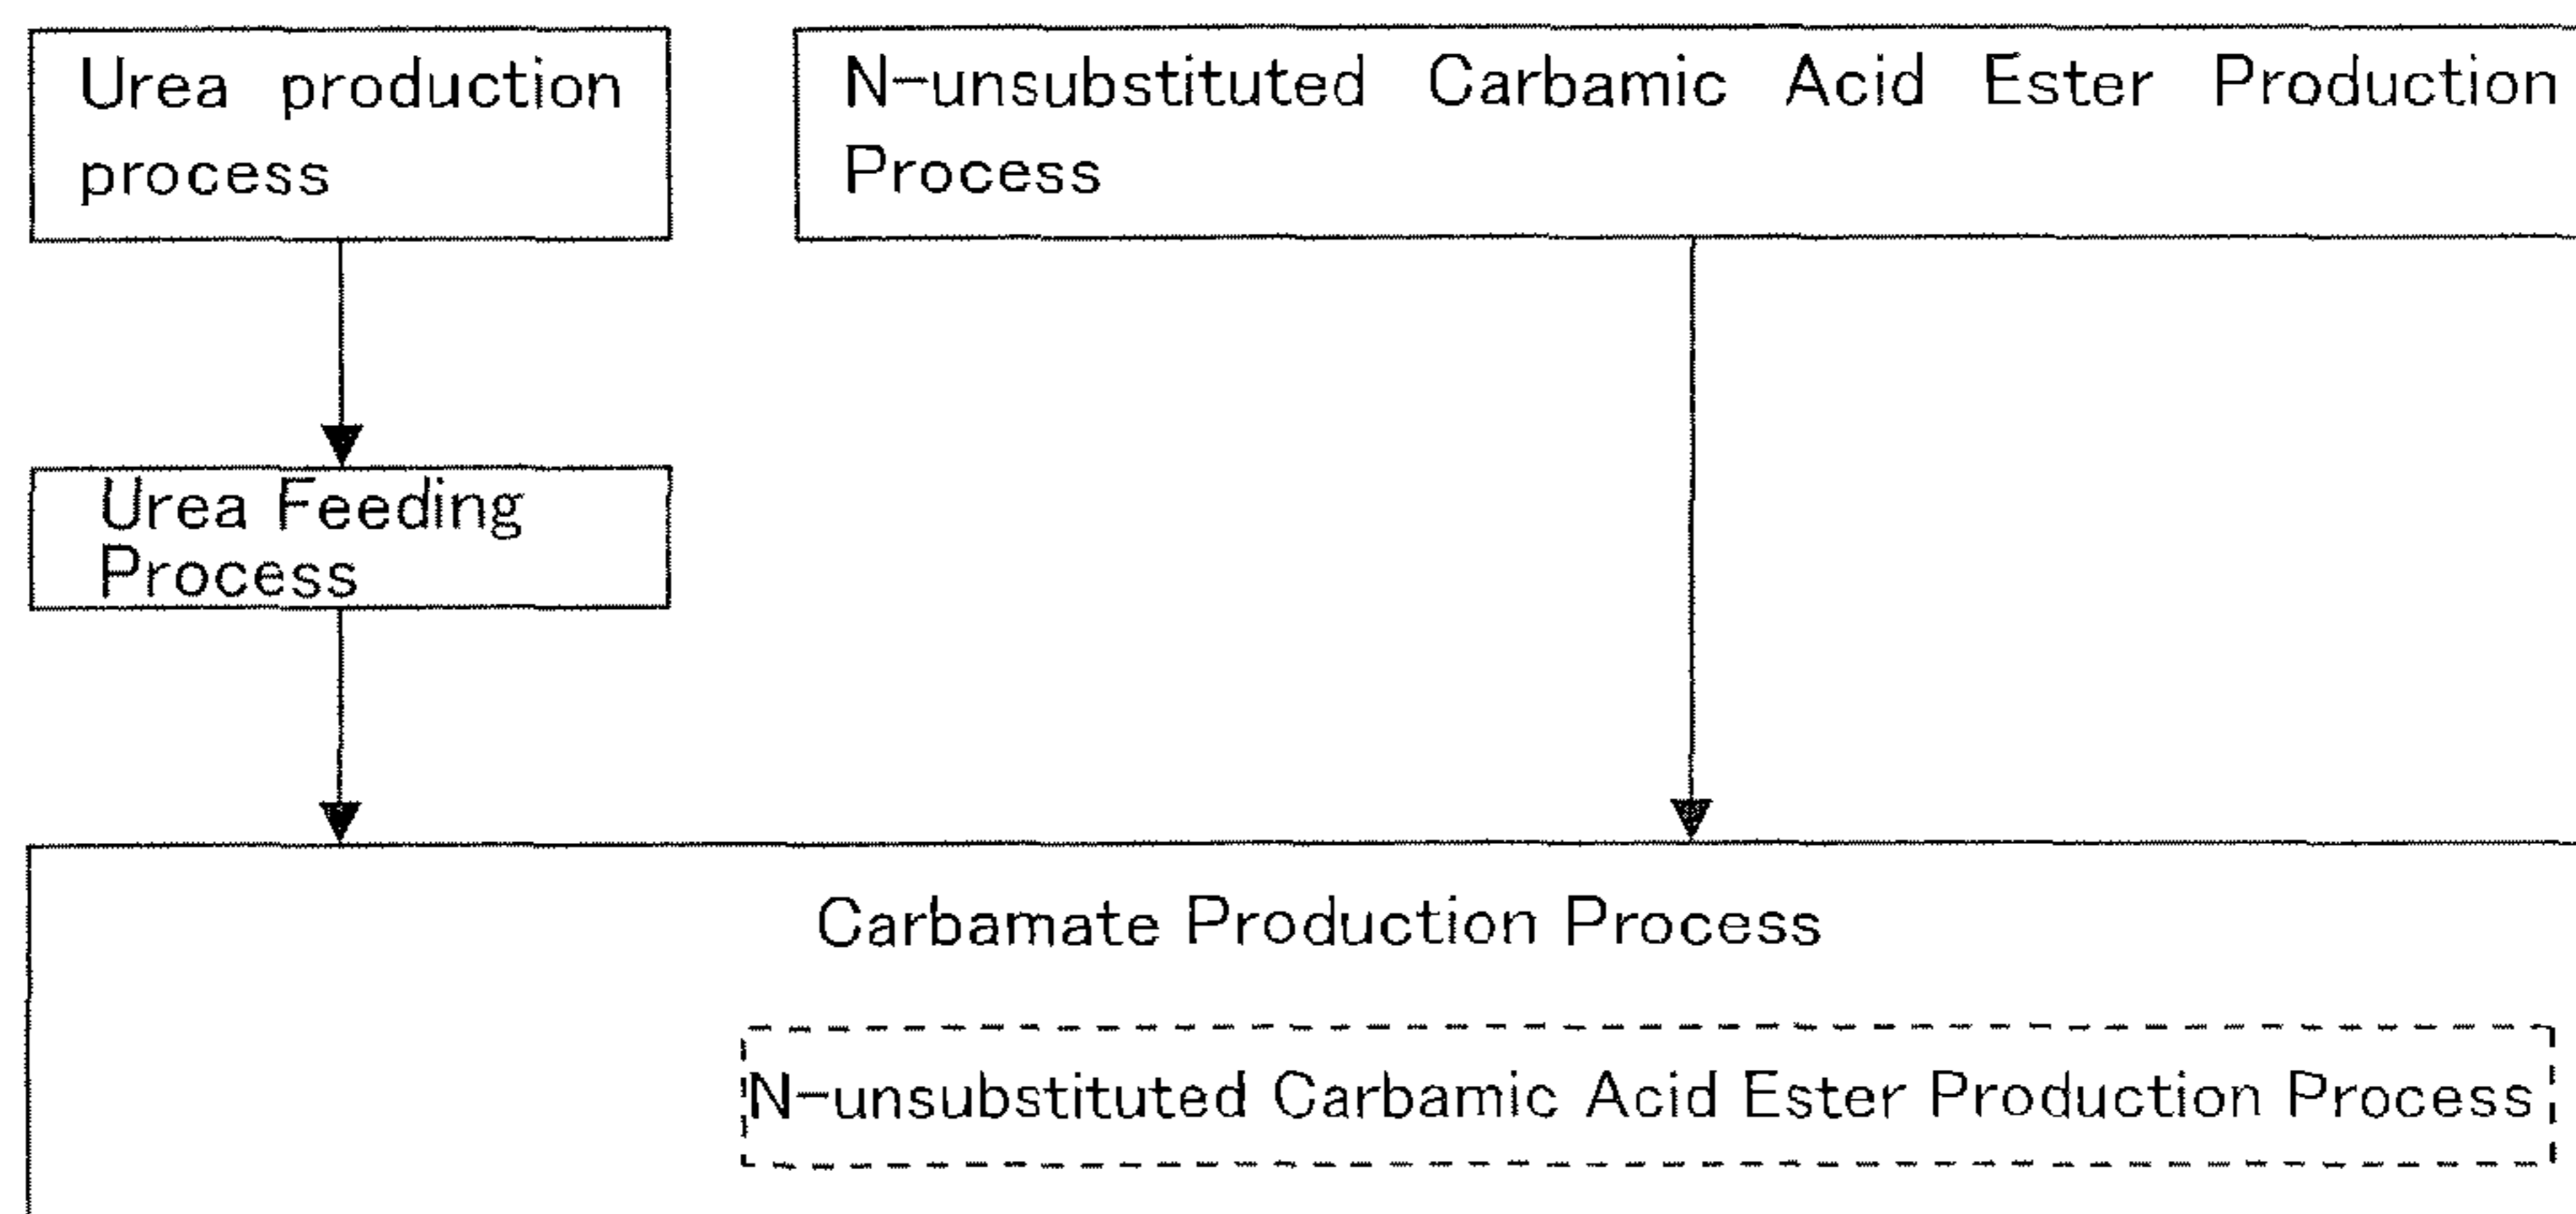 Urea production
process
N-unsubstituted Carbamic Acid Ester Production
Process
Urea Feeding
Process
Carbamate Production Process
N-unsubstituted Carbamic Acid Ester Production Process